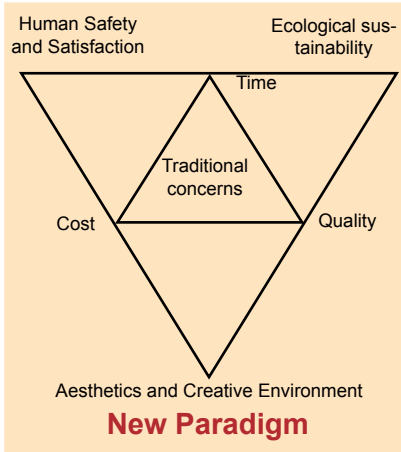 Human Safety
and Satisfaction
Ecological sus-
tainability
Time
Traditional
concerns
Cost
Quality
Aesthetics and Creative Environment
New Paradigm